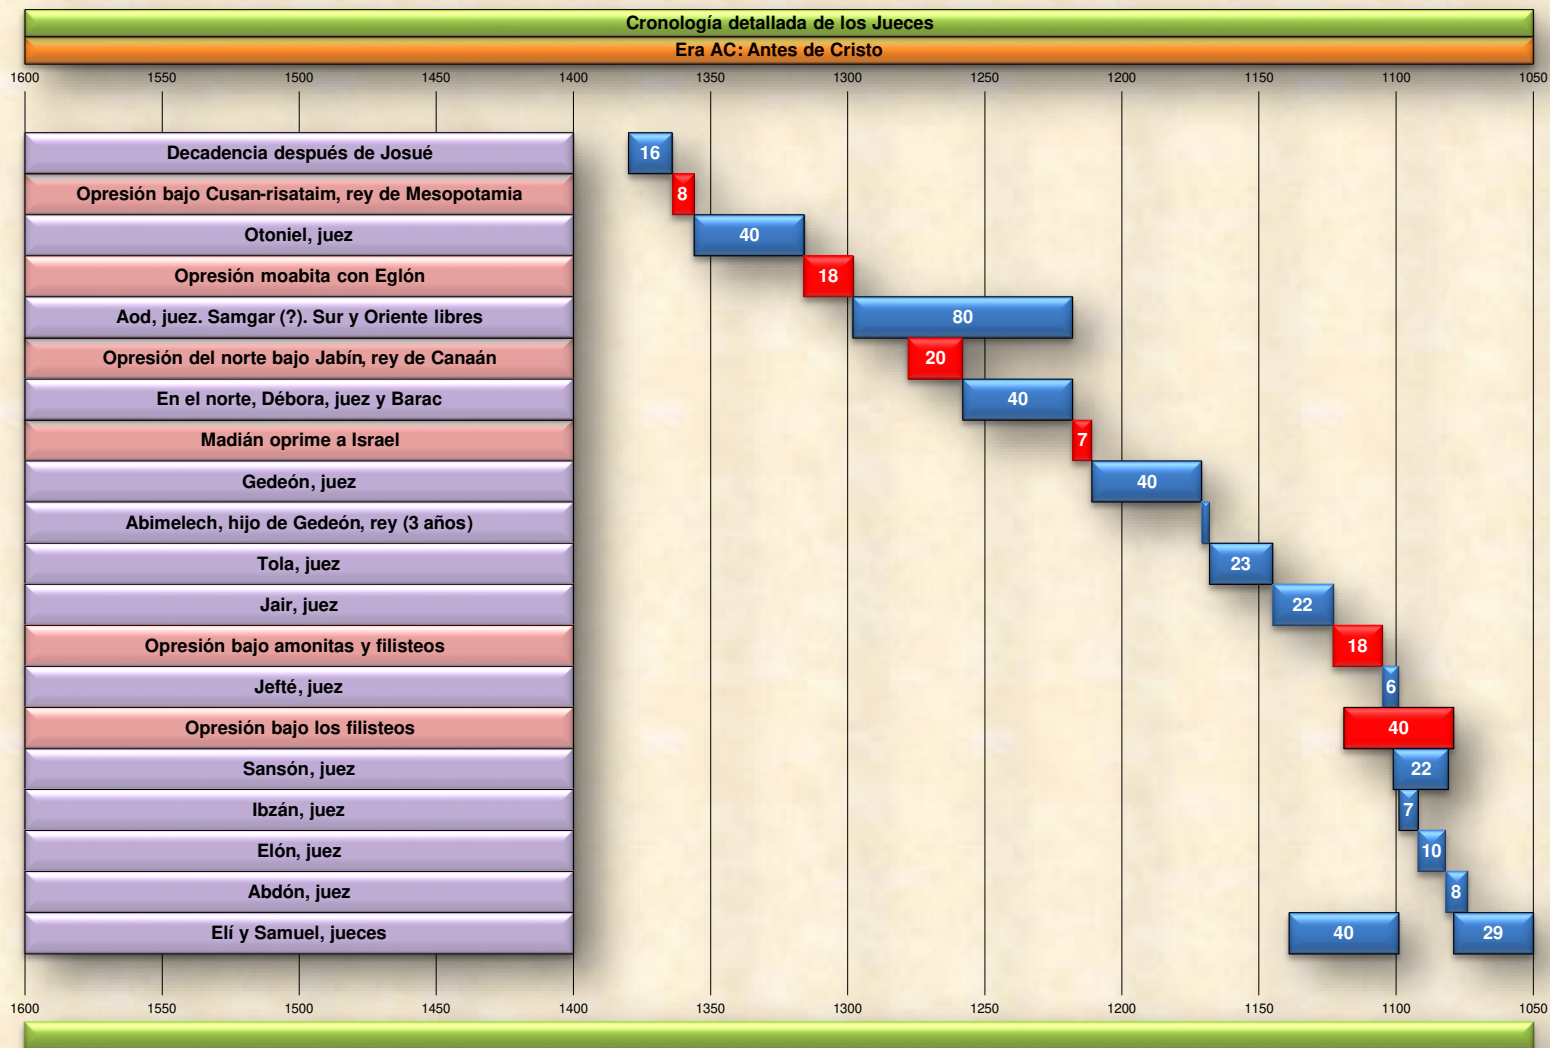 Cronología detallada de los Jueces
Era AC: Antes de Cristo
1600 1550 1500 1450 1400 1350 1300 1250 1200 1150 1100 1050
Decadencia después de Josué 16
Opresión bajo Cusan-risataim, rey de Mesopotamia 8
Otoniel, juez 40
Opresión moabita con Eglón 18
Aod, juez. Samgar (?). Sur y Oriente libres 80
Opresión del norte bajo Jabín, rey de Canaán 20
En el norte, Débora, juez y Barac 40
Madián oprime a Israel 7
Gedeón, juez 40
Abimelech, hijo de Gedeón, rey (3 años)
Tola, juez 23
Jair, juez 22
Opresión bajo amonitas y filisteos 18
Jefté, juez 6
Opresión bajo los filisteos 40
Sansón, juez 22
Ibzán, juez 7
Elón, juez 10
Abdón, juez 8
Elí y Samuel, jueces 40 29
1600 1550 1500 1450 1400 1350 1300 1250 1200 1150 1100 1050